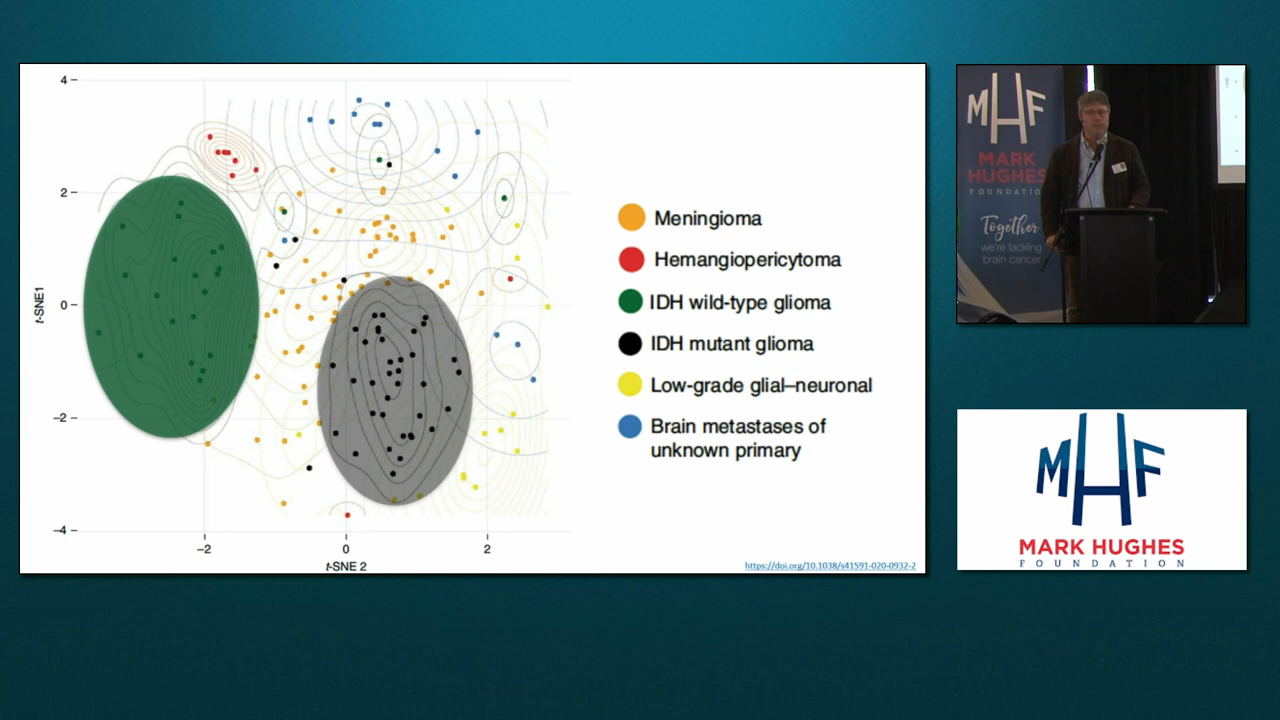 4
2
0
−2
−4
t-SNE1
−2
0
2
t-SNE 2
Meningioma
Hemangiopericytoma
IDH wild-type glioma
IDH mutant glioma
Low-grade glial–neuronal
Brain metastases of
unknown primary
https://doi.org/10.1038/s41591-020-0932-2
MHF
MARK
HUGHES
FOUNDATIO
Together
we're tackling
brain cancer
MHF
MARK HUGHES
FOUNDATION